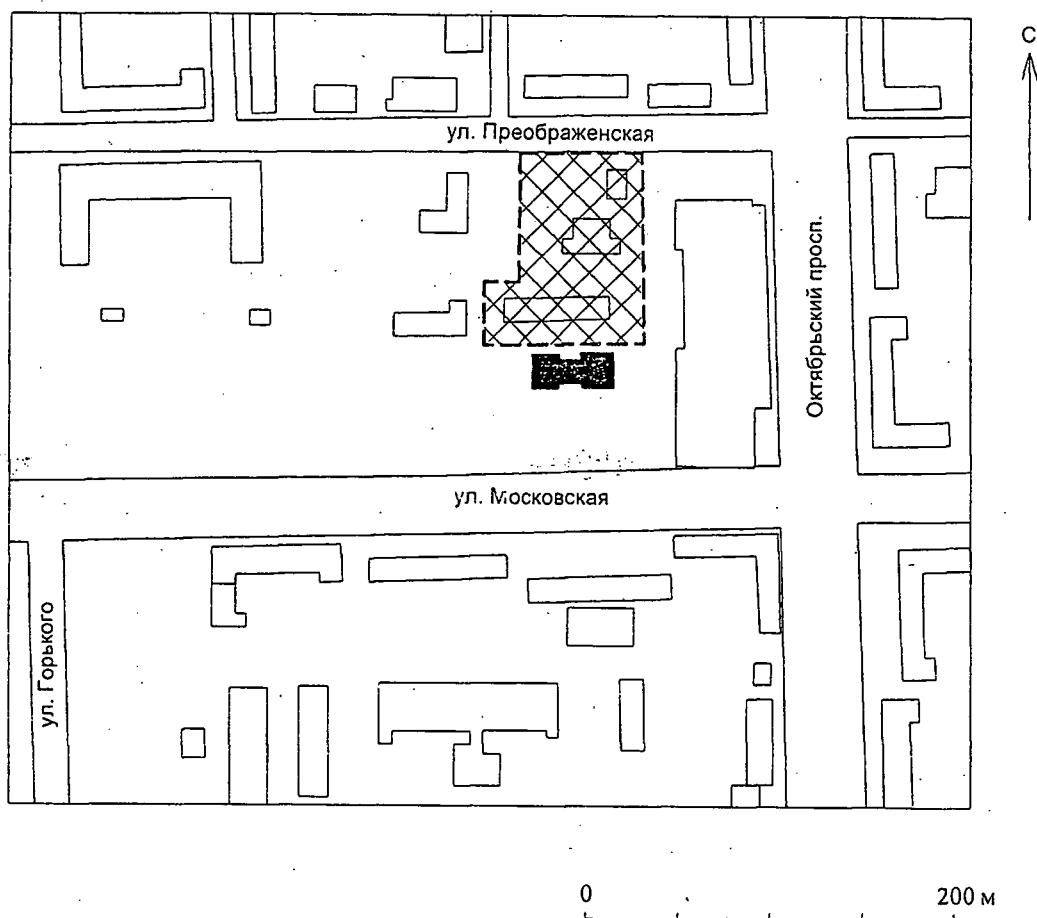 С
ул. Преображенская
Октябрьский просп.
ул. Московская
ул. Горького
0 200 м